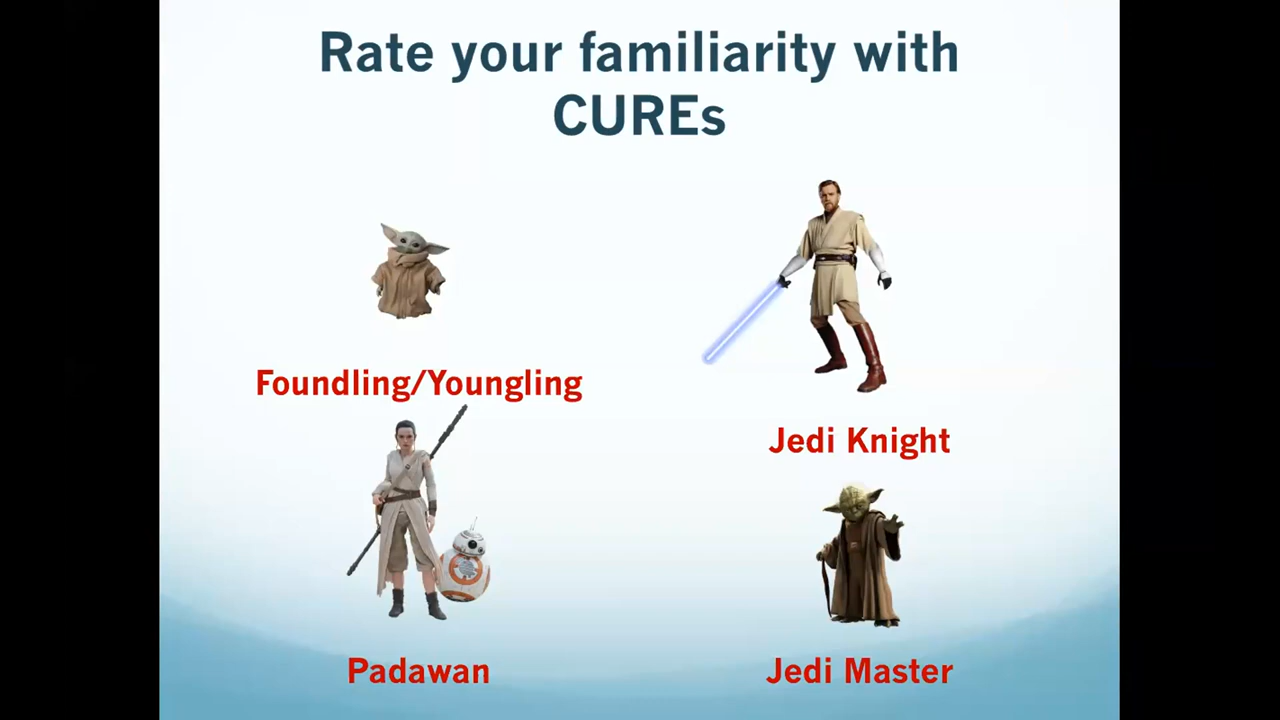 Rate your familiarity with
CUREs
Foundling/Youngling
Jedi Knight
Padawan
Jedi Master